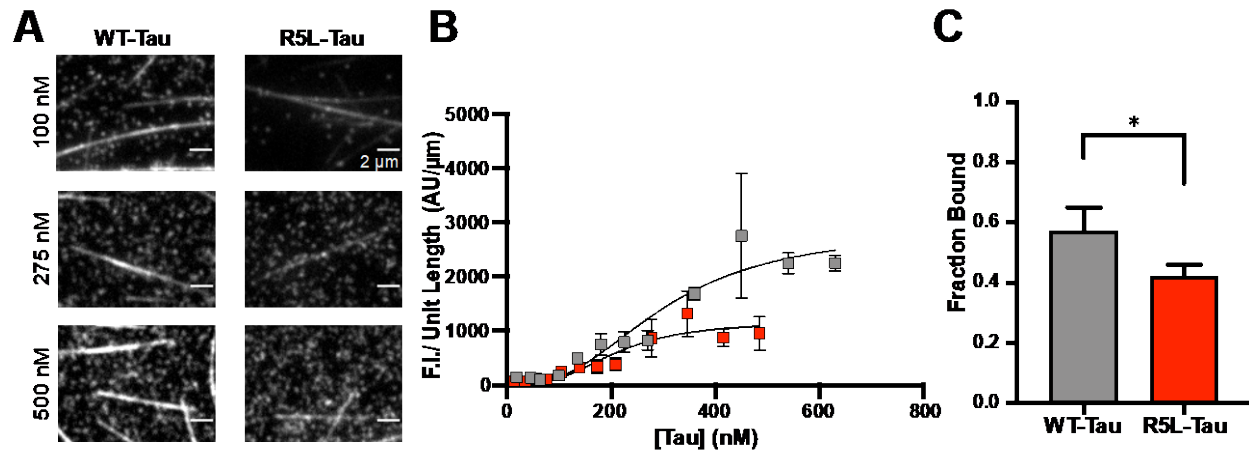 A
WT-Tau
R5L-Tau
100 nM
2 µm
275 nM
500 nM
B
F.I./ Unit Length (AU/µm)
5000
4000
3000
2000
1000
0
0
200
400
600
800
[Tau] (nM)
C
Fraction Bound
1.0
0.8
0.6
0.4
0.2
0.0
*
WT-Tau
R5L-Tau